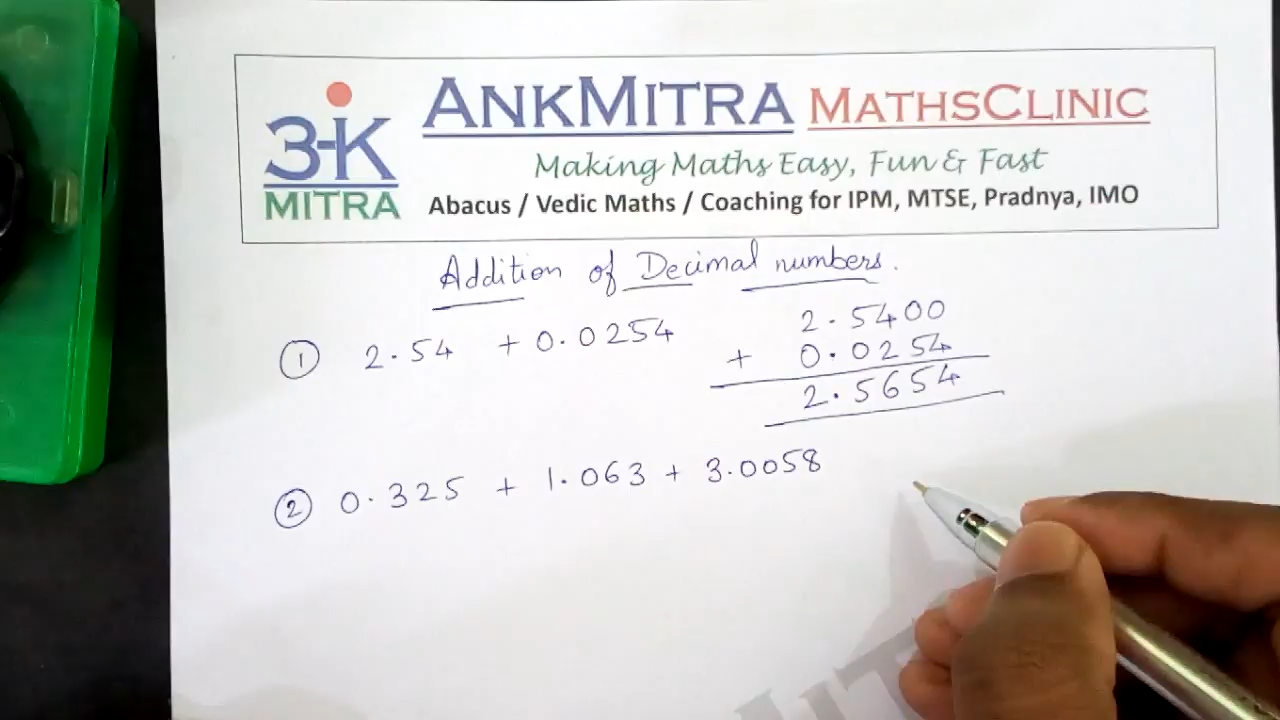 3-K
MITRA
ANKMITRA MATHSCLINIC
Making Maths Easy, Fun & Fast
Abacus / Vedic Maths / Coaching for IPM, MTSE, Pradnya, IMO
Addition of Decimal numbers.
① 2.54 + 0.0254
2.5400
+ 0.0254
2.5654
② 0.325 + 1.063 + 3.0058